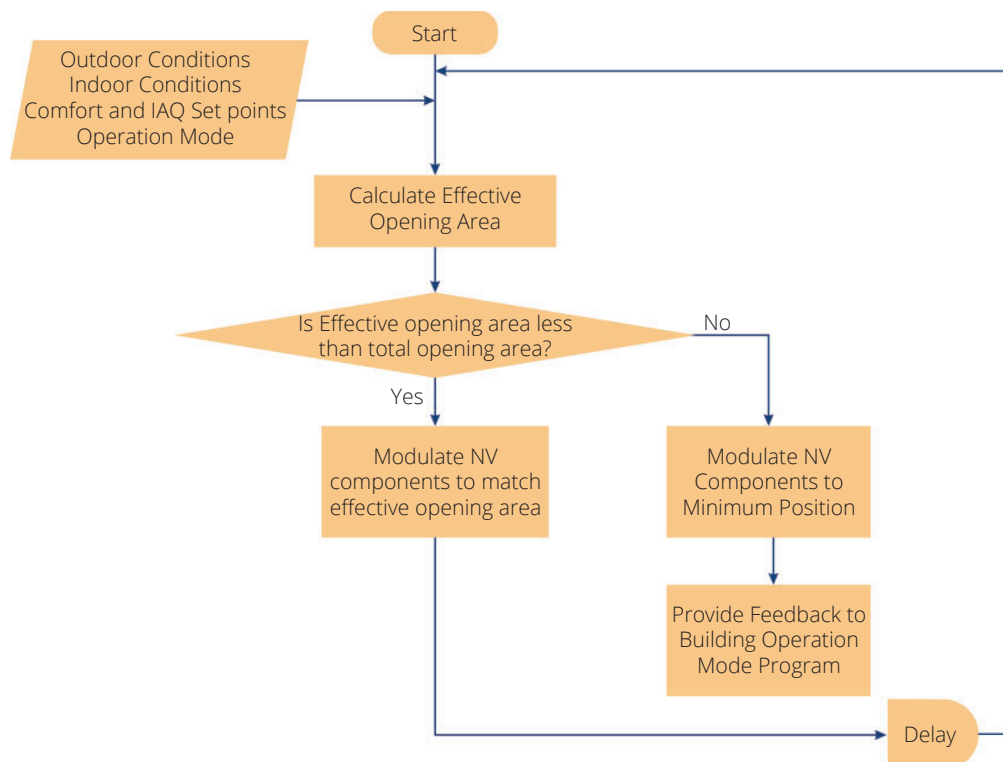 Start
Outdoor Conditions
Indoor Conditions
Comfort and IAQ Set points
Operation Mode
Calculate Effective
Opening Area
Is Effective opening area less
than total opening area?
No
Yes
Modulate NV
components to match
effective opening area
Modulate NV
Components to
Minimum Position
Provide Feedback to
Building Operation
Mode Program
Delay